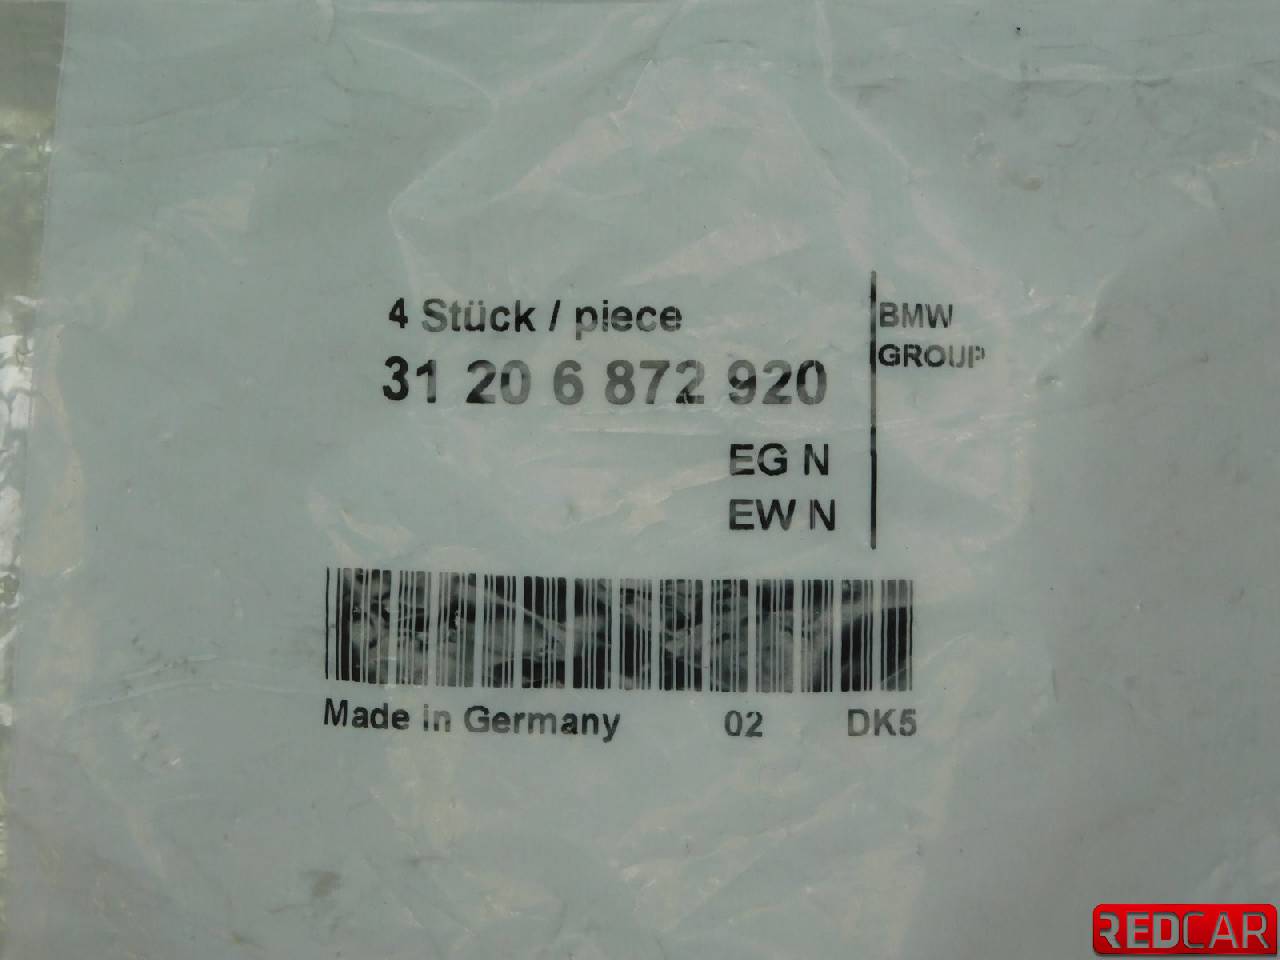 4 Stück / piece
31 20 6 872 920
EG N
EW N
BMW
GROUP
Made in Germany 02 DK5
REDCAR